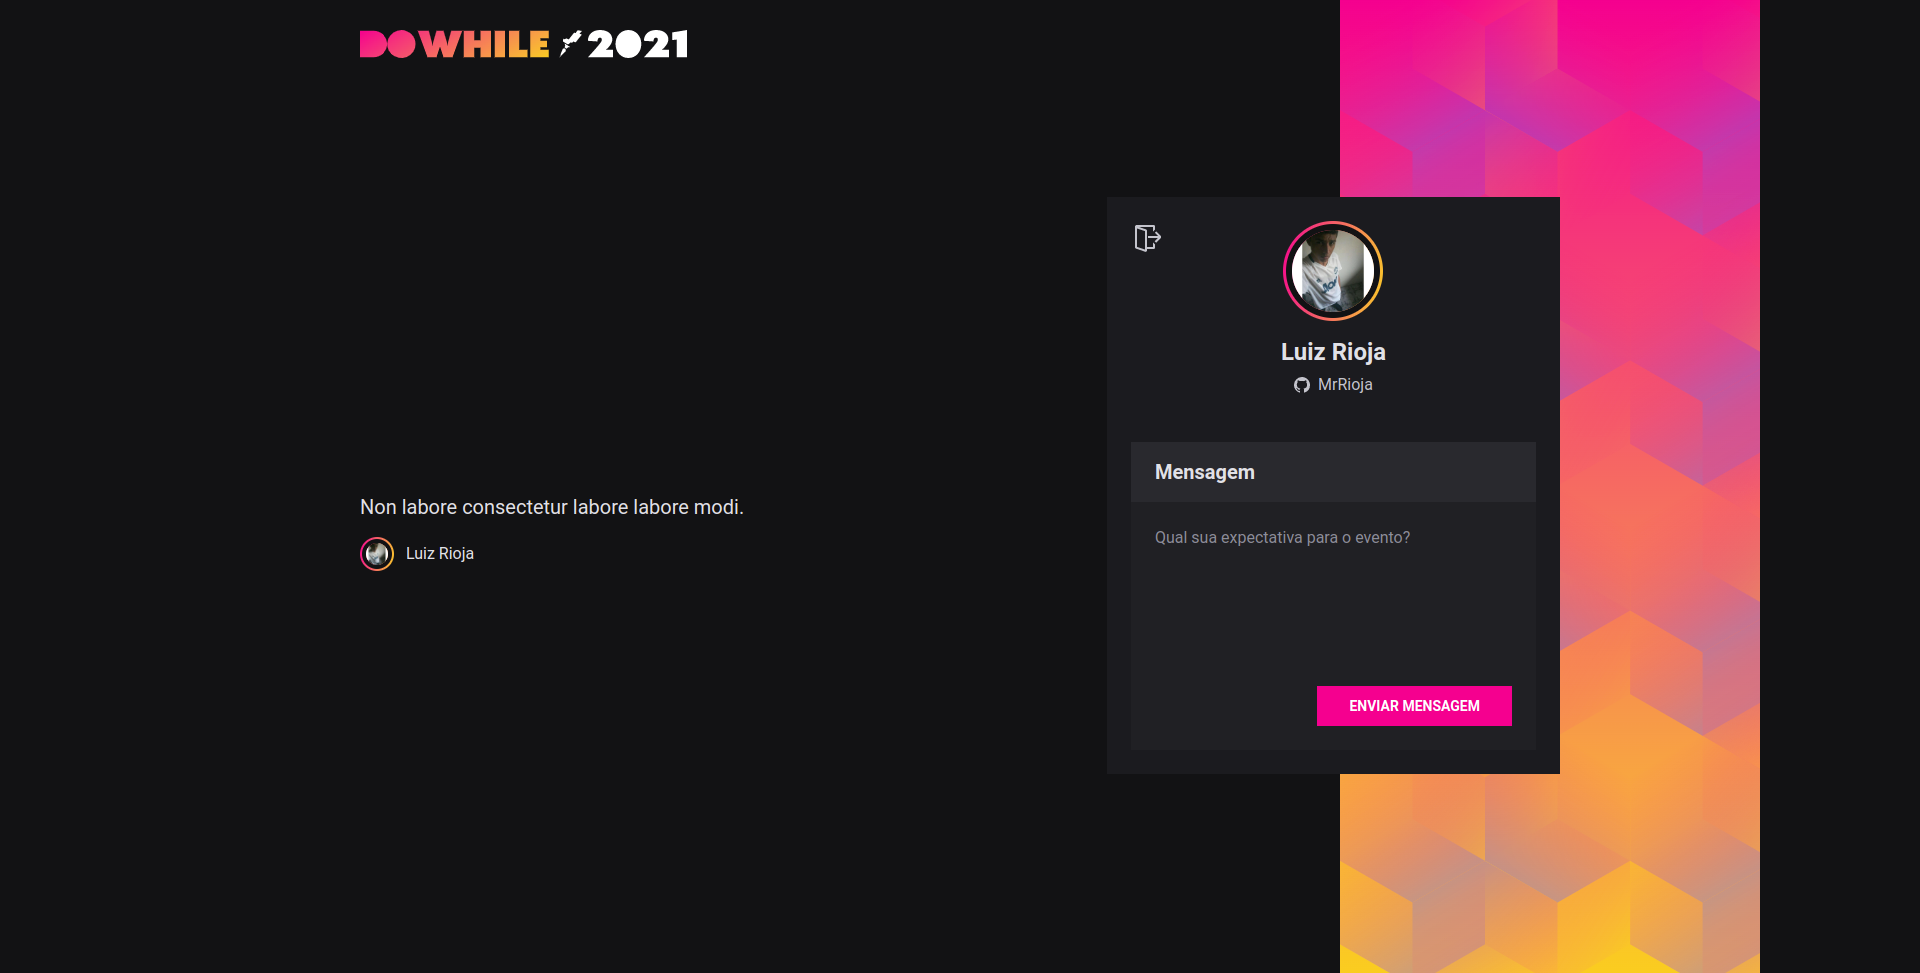 DOWHILE 2021
Non labore consectetur labore labore modi.
Luiz Rioja
Luiz Rioja
MrRioja
Mensagem
Qual sua expectativa para o evento?
ENVIAR MENSAGEM